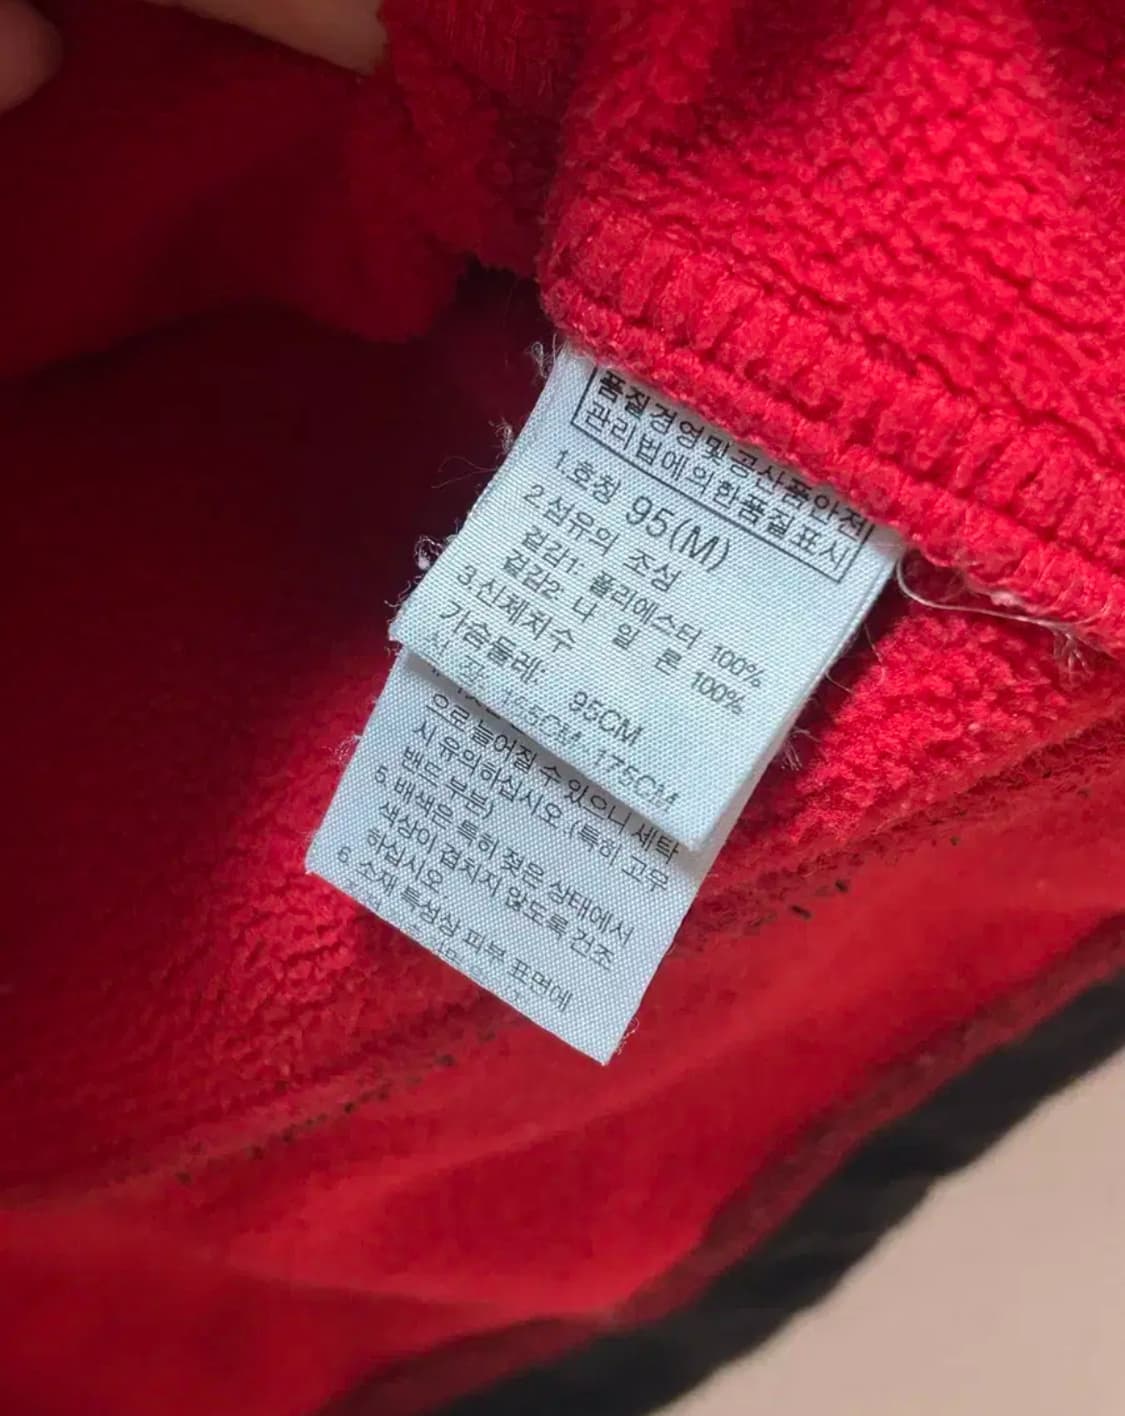 품질경영및공산품안전
관리법에의한품질표시
1.호칭 95(M)
2.섬유의 조성
겉감1: 폴리에스터 100%
겉감2: 나 일 론 100%
3.신체치수
가슴둘레: 95CM
신 장: 165CM~175CM
으로 늘어질 수 있으니 세탁
시 유의하십시오.(특히 고무
밴드 부분)
5. 배색은 특히 젖은 상태에서
색상이 겹치지 않도록 건조
하십시오
6. 소재 특성상 피부 표면에